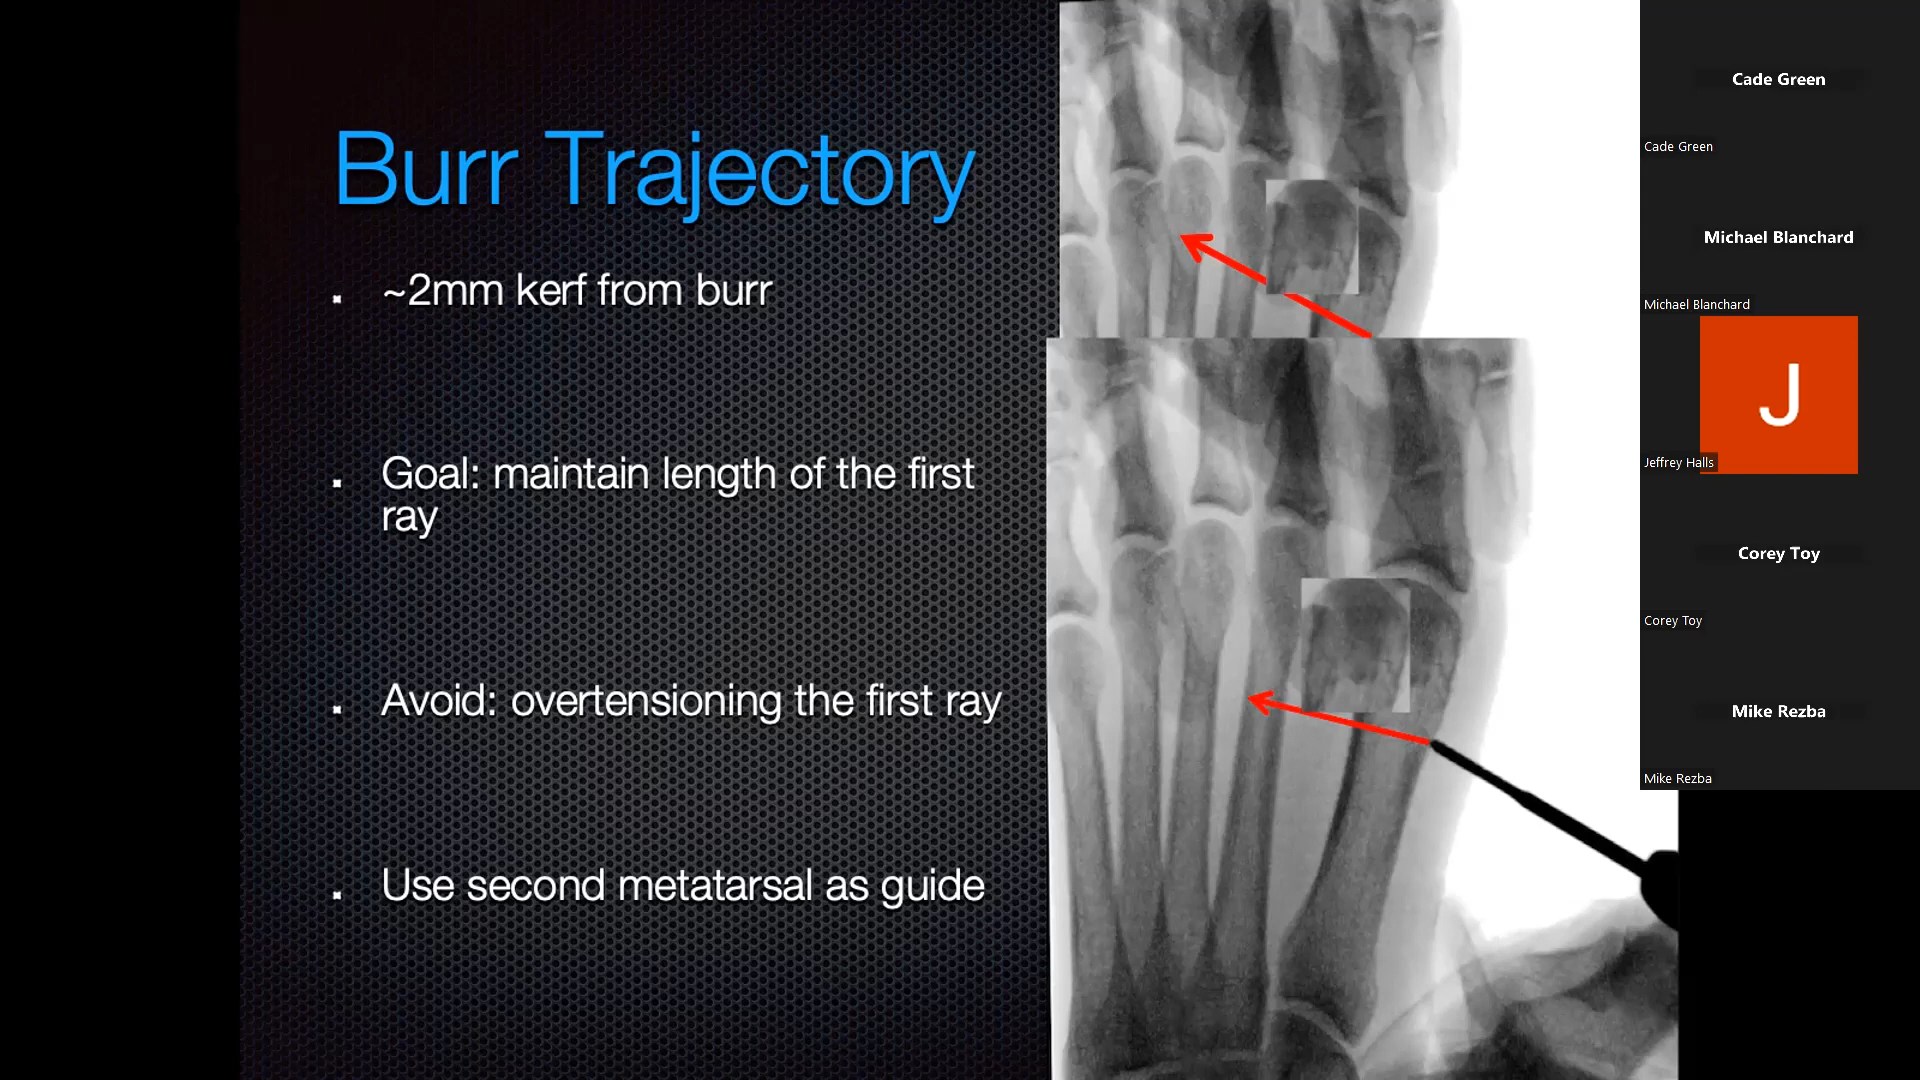 Burr Trajectory
~2mm kerf from burr
Goal: maintain length of the first
ray
Avoid: overtensioning the first ray
Use second metatarsal as guide
Cade Green
Cade Green
Michael Blanchard
Michael Blanchard
J
Jeffrey Halls
Corey Toy
Corey Toy
Mike Rezba
Mike Rezba